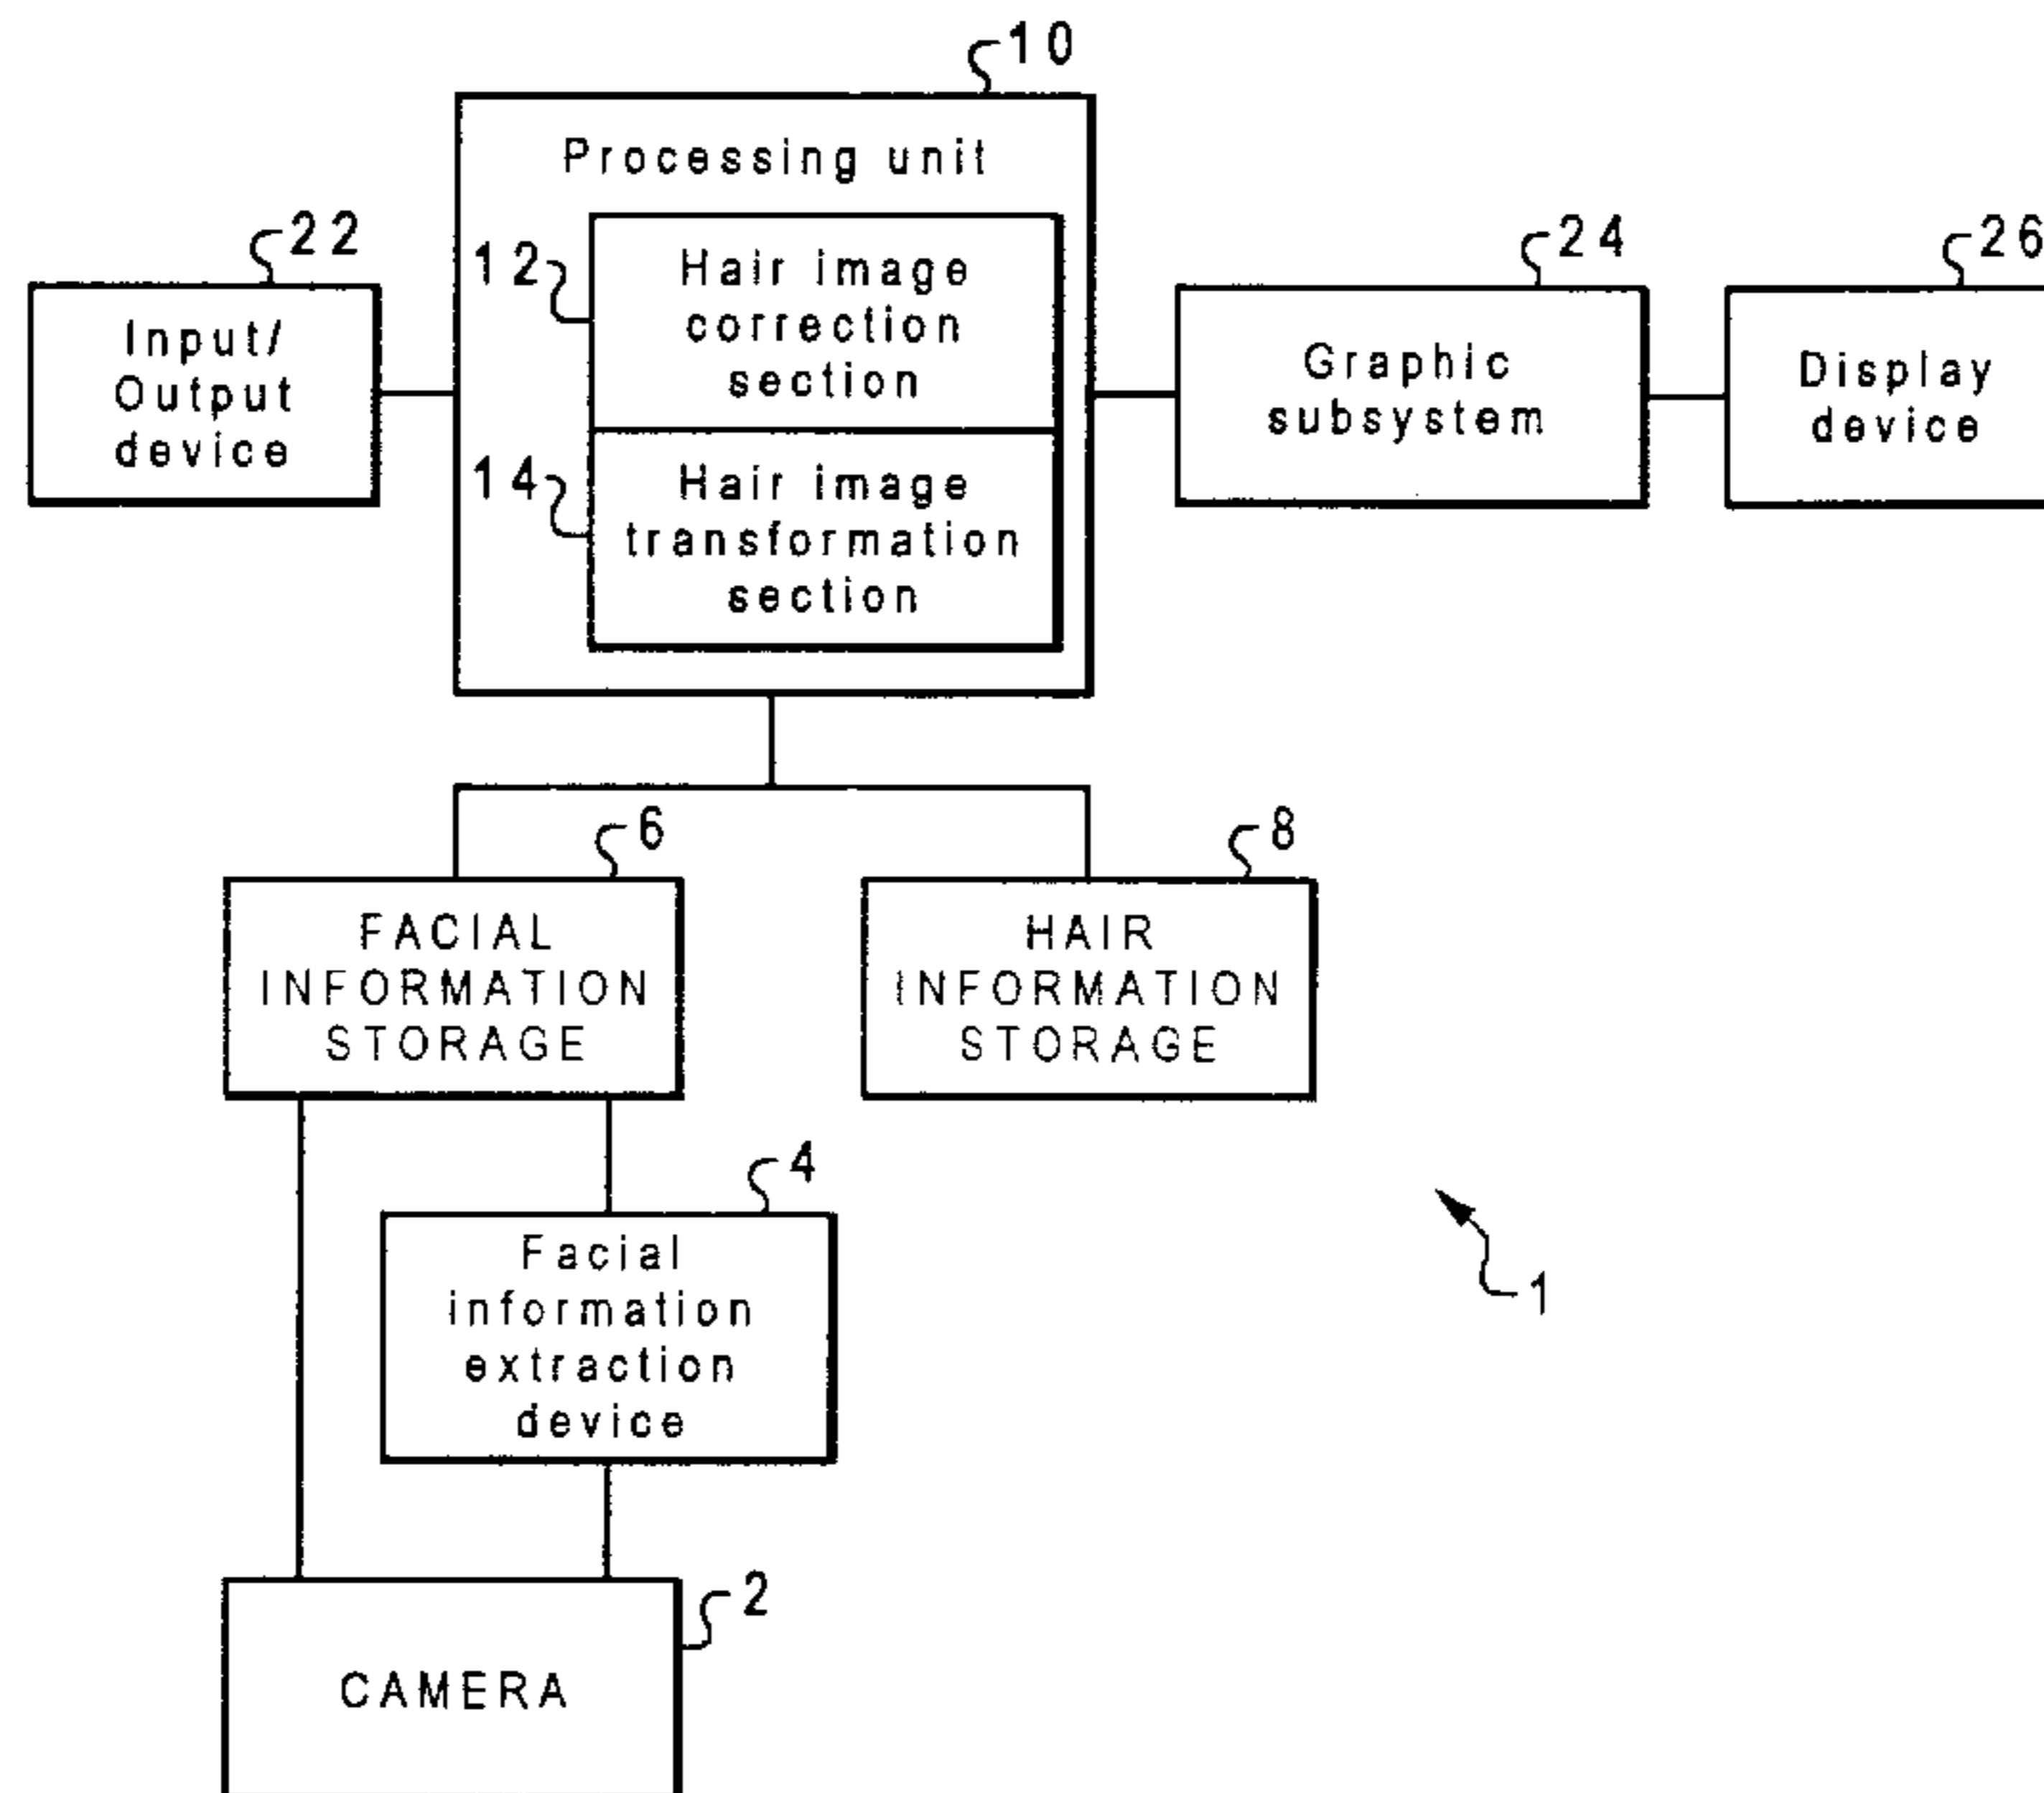 10
Processing unit
22
12
Hair image
correction
section
24
26
Input/
Output
device
Graphic
subsystem
Display
device
14
Hair image
transformation
section
6
8
FACIAL
INFORMATION
STORAGE
HAIR
INFORMATION
STORAGE
4
Facial
information
extraction
device
1
2
CAMERA